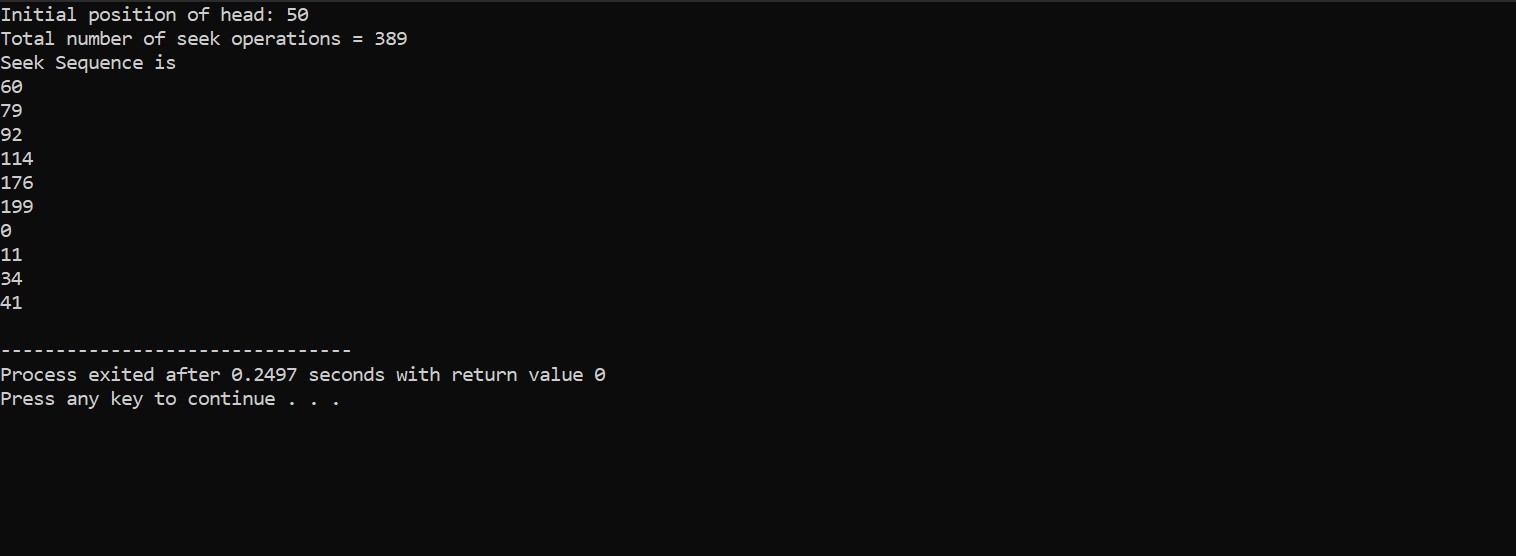 Initial position of head: 50
Total number of seek operations = 389
Seek Sequence is
60
79
92
114
176
199
0
11
34
41
--------------------------------
Process exited after 0.2497 seconds with return value 0
Press any key to continue . . .